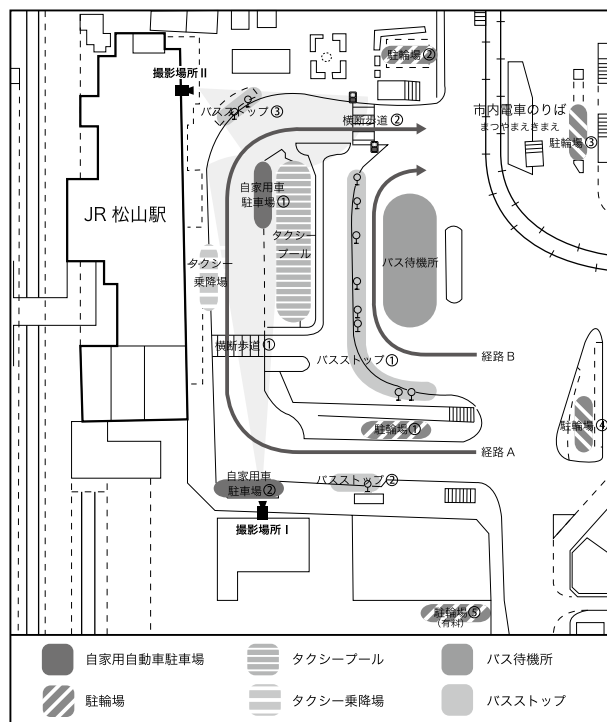 撮影場所Ⅱ
駐輪場②
バスストップ③
横断歩道②
市内電車のりば
まつやまえきまえ
駐輪場③
自家用車
駐車場①
JR 松山駅
タクシー
プール
タクシー
乗降場
バス待機所
横断歩道①
バスストップ①
経路 B
駐輪場①
駐輪場④
経路 A
自家用車
駐車場②
バスストップ②
撮影場所Ⅰ
駐輪場⑤
(有料)
自家用自動車駐車場
タクシープール
バス待機所
駐輪場
タクシー乗降場
バスストップ